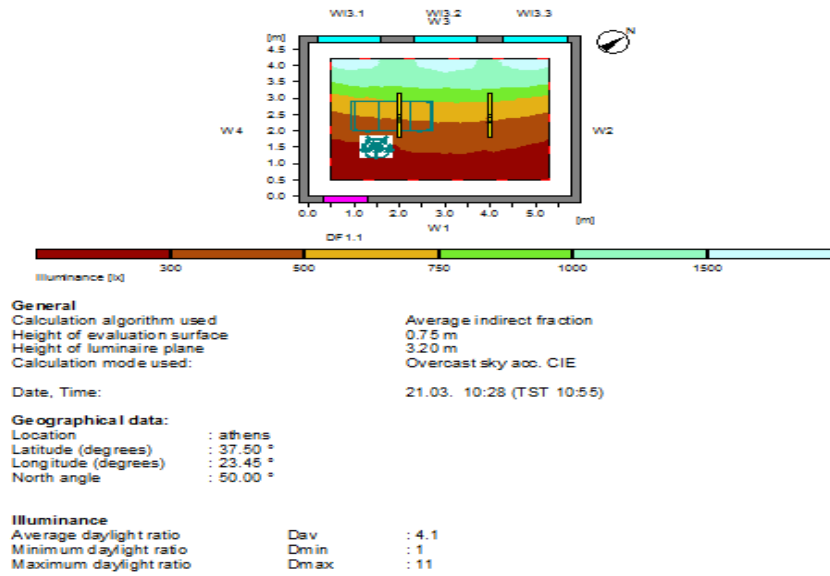 WI3.1 WI3.2 WI3.3
W3
N
[m]
4.5
4.0
3.5
3.0
2.5
2.0
1.5
1.0
0.5
0.0
W4
W2
0.0 1.0 2.0 3.0 4.0 5.0 [m]
W1
DF1.1
300 500 750 1000 1500
Illuminance [lx]
General
Calculation algorithm used Average indirect fraction
Height of evaluation surface 0.75 m
Height of luminaire plane 3.20 m
Calculation mode used: Overcast sky acc. CIE
Date, Time: 21.03. 10:28 (TST 10:55)
Geographical data:
Location : athens
Latitude (degrees) : 37.50 °
Longitude (degrees) : 23.45 °
North angle : 50.00 °
Illuminance
Average daylight ratio Dav : 4.1
Minimum daylight ratio Dmin : 1
Maximum daylight ratio Dmax : 11